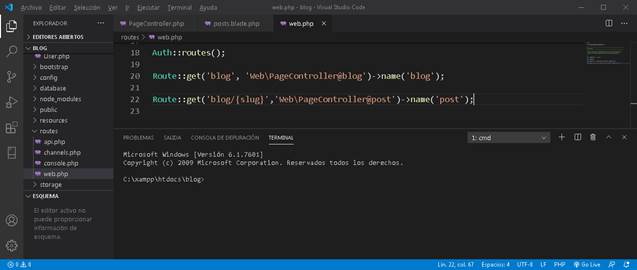 Archivo Editar Selección Ver Ir Ejecutar Terminal Ayuda
web.php - blog - Visual Studio Code
EXPLORADOR
EDITORES ABIERTOS
BLOG
User.php
bootstrap
config
database
node_modules
public
resources
routes
api.php
channels.php
console.php
web.php
storage
ESQUEMA
El editor activo no
puede proporcionar
información de
esquema.
PageController.php
posts.blade.php
web.php
routes > web.php
18 Auth::routes();
19
20 Route::get('blog', 'Web\PageController@blog')->name('blog');
21
22 Route::get('blog/{slug}','Web\PageController@post')->name('post');
23
PROBLEMAS SALIDA CONSOLA DE DEPURACIÓN TERMINAL
1: cmd
Microsoft Windows [Versión 6.1.7601]
Copyright (c) 2009 Microsoft Corporation. Reservados todos los derechos.
C:\xampp\htdocs\blog>
0 0
Lín. 22, col. 67 Espacios: 4 UTF-8 LF PHP Go Live